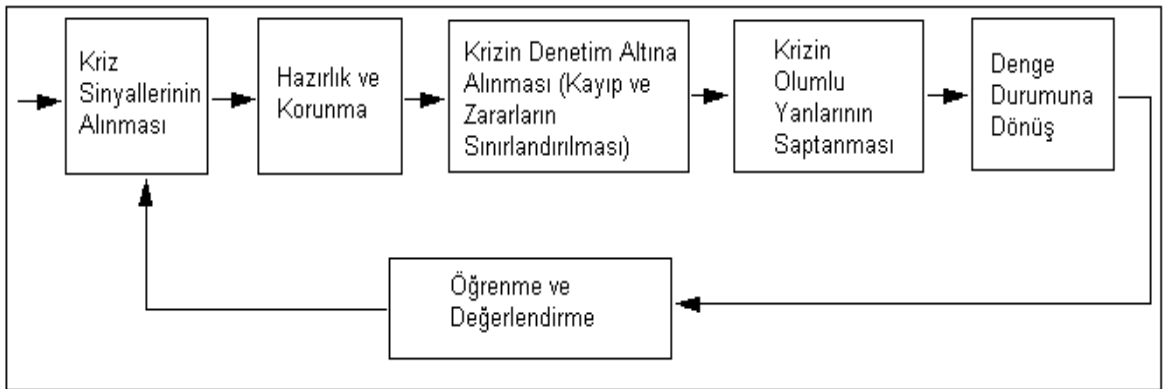 Kriz
Sinyallerinin
Alınması
Hazırlık ve
Korunma
Krizin Denetim Altına
Alınması (Kayıp ve
Zararların
Sınırlandırılması)
Krizin
Olumlu
Yanlarının
Saptanması
Denge
Durumuna
Dönüş
Öğrenme ve
Değerlendirme